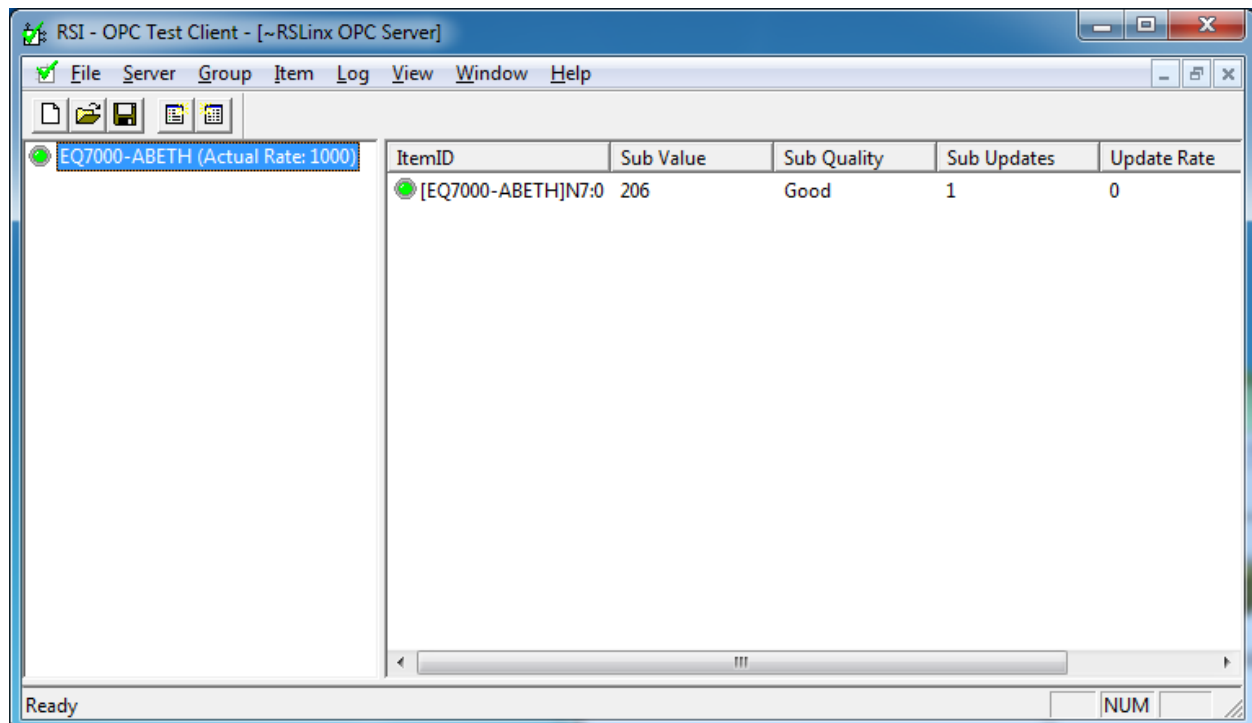 RSI - OPC Test Client - [~RSLinx OPC Server]
File Server Group Item Log View Window Help
EQ7000-ABETH (Actual Rate: 1000)
ItemID Sub Value Sub Quality Sub Updates Update Rate
[EQ7000-ABETH]N7:0 206 Good 1 0
Ready NUM